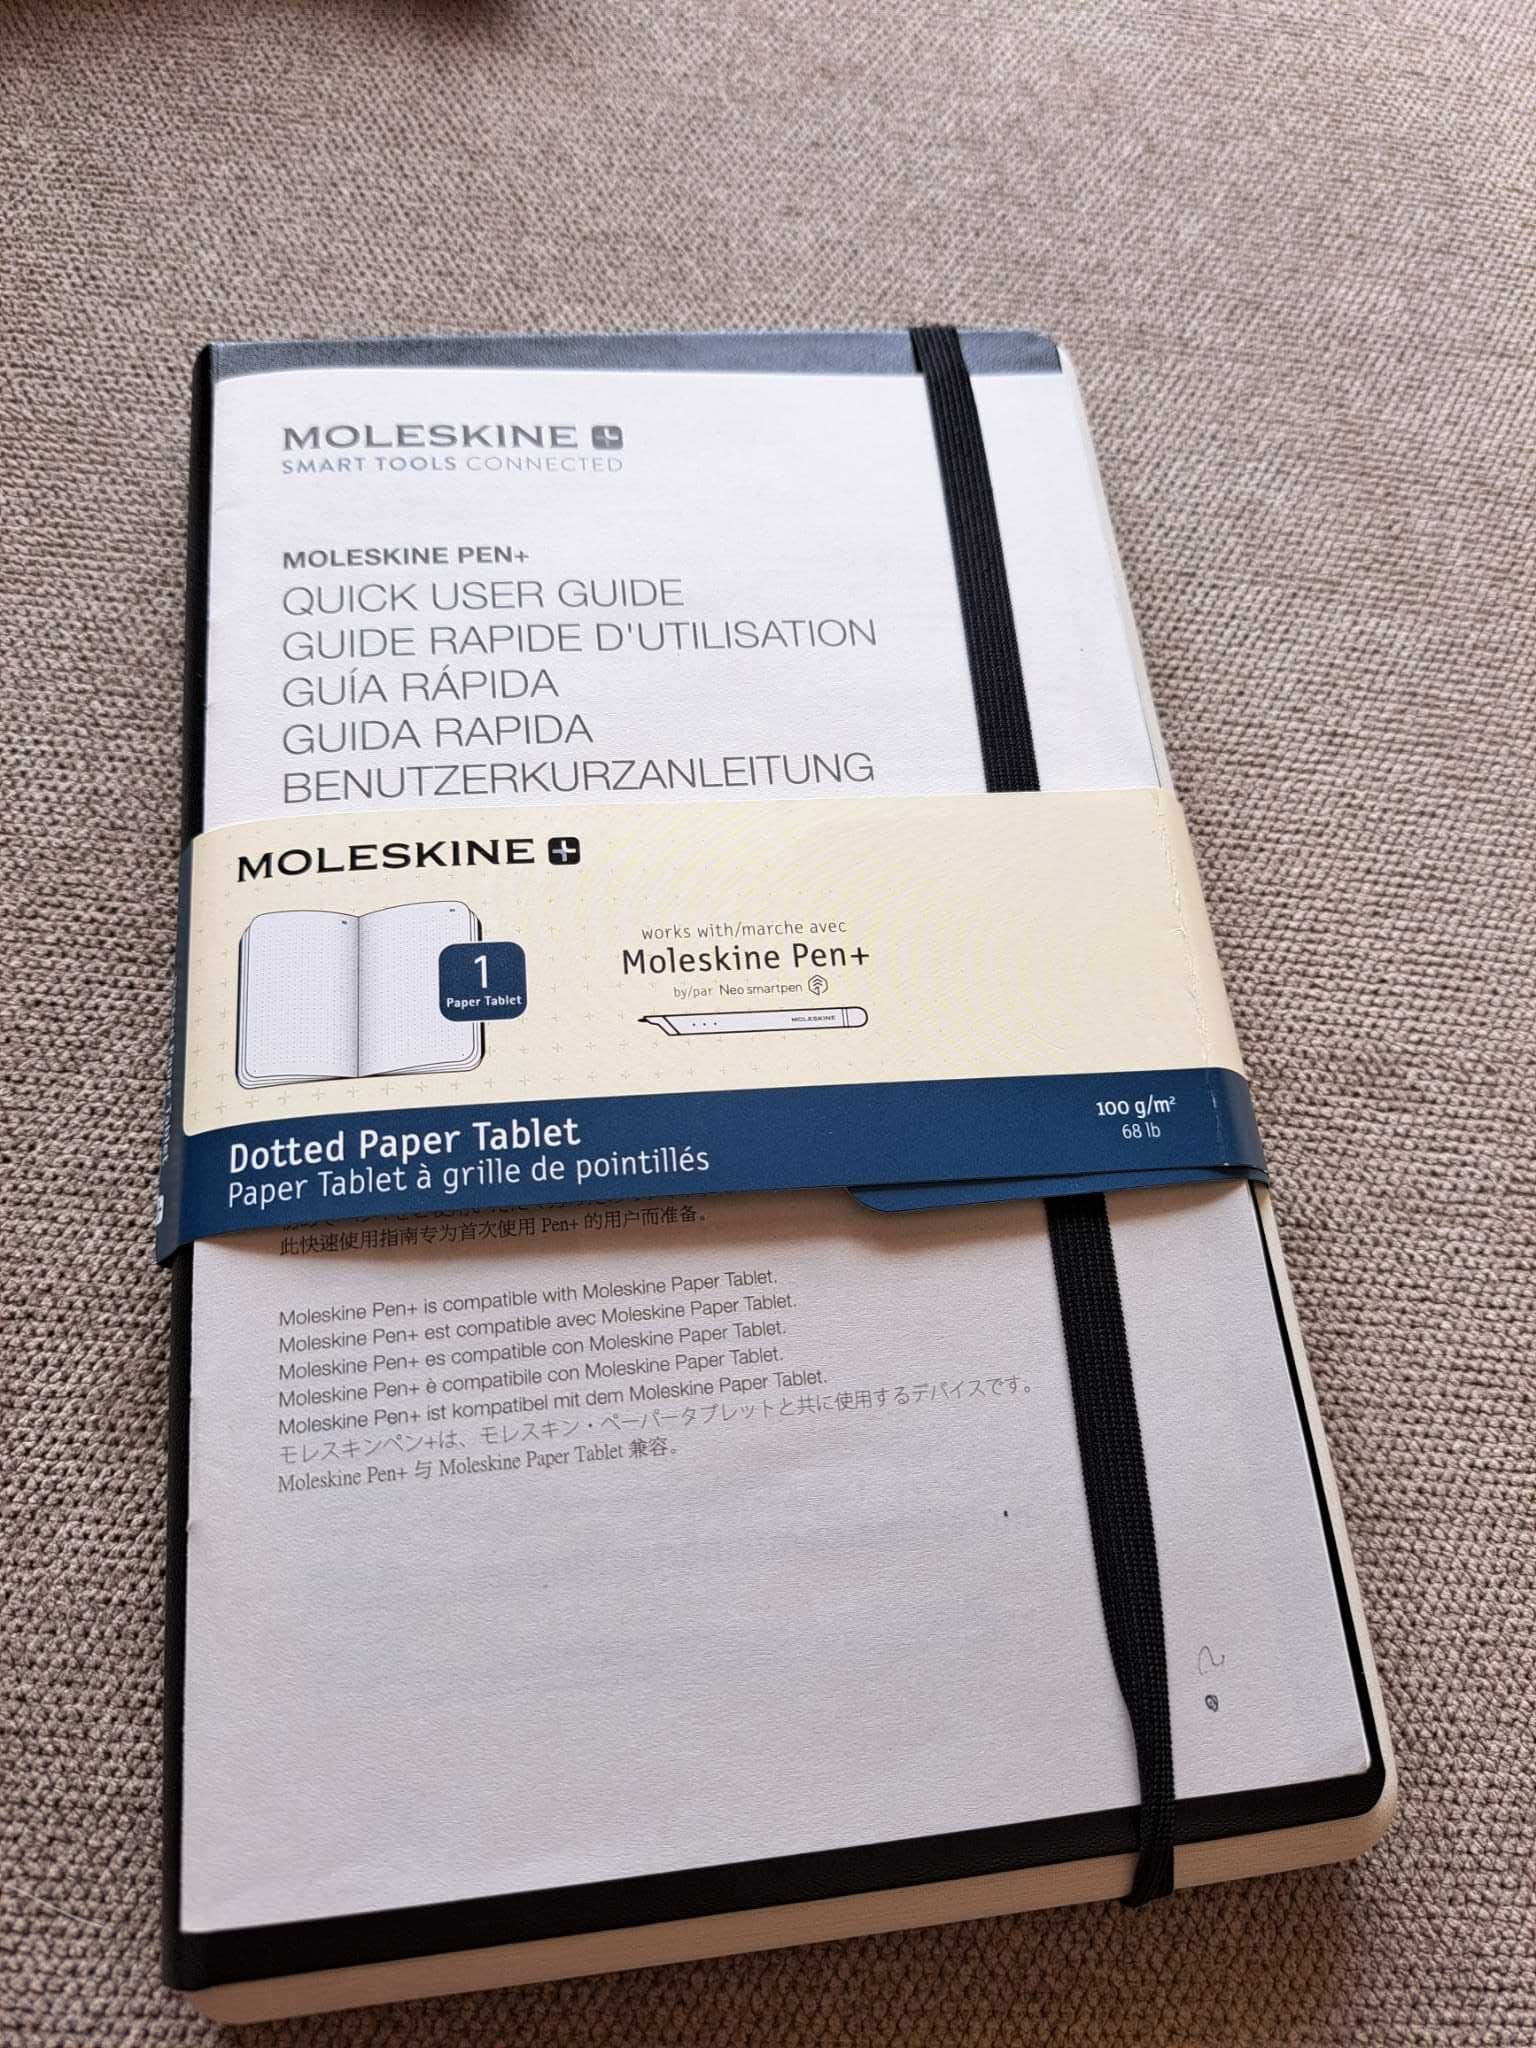 MOLESKINE
SMART TOOLS CONNECTED
MOLESKINE PEN+
QUICK USER GUIDE
GUIDE RAPIDE D'UTILISATION
GUÍA RÁPIDA
GUIDA RAPIDA
BENUTZERKURZANLEITUNG
MOLESKINE
1
Paper Tablet
works with/marche avec
Moleskine Pen+
by/par Neo smartpen
MOLESKINE
Dotted Paper Tablet
Paper Tablet à grille de pointillés
100 g/m²
68 lb
此快速使用指南专为首次使用 Pen+ 的用户而准备。
Moleskine Pen+ is compatible with Moleskine Paper Tablet.
Moleskine Pen+ est compatible avec Moleskine Paper Tablet.
Moleskine Pen+ es compatible con Moleskine Paper Tablet.
Moleskine Pen+ è compatibile con Moleskine Paper Tablet.
Moleskine Pen+ ist kompatibel mit dem Moleskine Paper Tablet.
モレスキンペン+は、モレスキン・ペーパータブレットと共に使用するデバイスです。
Moleskine Pen+ 与 Moleskine Paper Tablet 兼容。